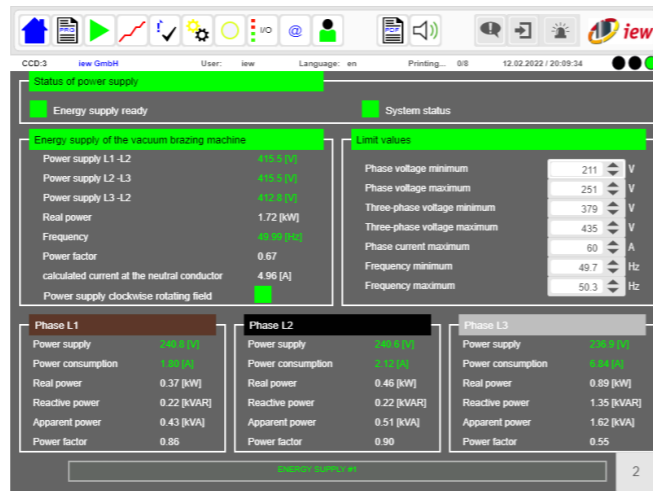 PRG I/O @ PDF iew
CCD:3 iew GmbH User: iew Language: en Printing... 0/8 12.02.2022 / 20:09:34
Status of power supply
Energy supply ready System status
Energy supply of the vacuum brazing machine
Power supply L1 -L2 415.5 [V]
Power supply L2 -L3 415.5 [V]
Power supply L3 -L2 412.8 [V]
Real power 1.72 [kW]
Frequency 49.99 [Hz]
Power factor 0.67
calculated current at the neutral conductor 4.96 [A]
Power supply clockwise rotating field
Limit values
Phase voltage minimum 211 V
Phase voltage maximum 251 V
Three-phase voltage minimum 379 V
Three-phase voltage maximum 435 V
Phase current maximum 60 A
Frequency minimum 49.7 Hz
Frequency maximum 50.3 Hz
Phase L1
Power supply 240.8 [V]
Power consumption 1.80 [A]
Real power 0.37 [kW]
Reactive power 0.22 [kVAR]
Apparent power 0.43 [kVA]
Power factor 0.86
Phase L2
Power supply 240.6 [V]
Power consumption 2.12 [A]
Real power 0.46 [kW]
Reactive power 0.22 [kVAR]
Apparent power 0.51 [kVA]
Power factor 0.90
Phase L3
Power supply 236.9 [V]
Power consumption 6.84 [A]
Real power 0.89 [kW]
Reactive power 1.35 [kVAR]
Apparent power 1.62 [kVA]
Power factor 0.55
ENERGY SUPPLY #1
2